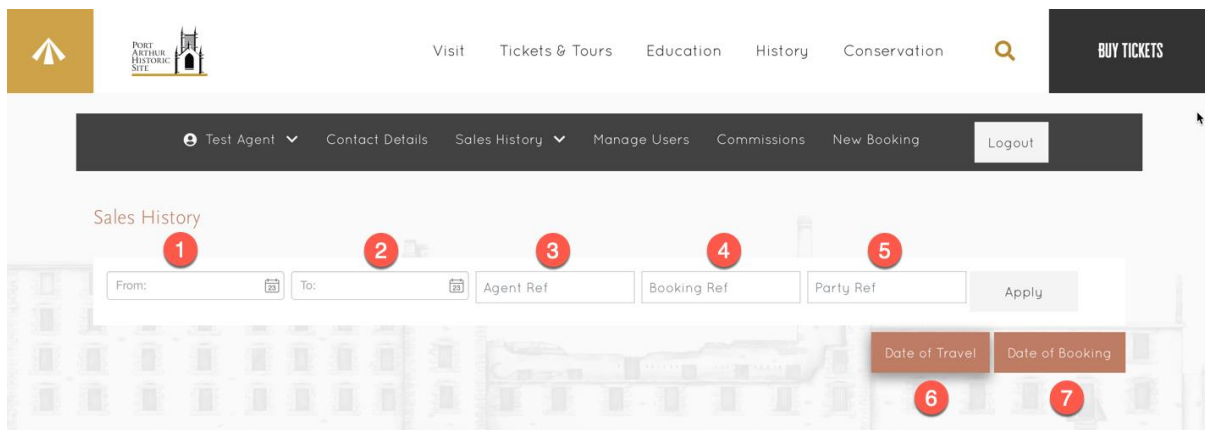 PORT
ARTHUR
HISTORIC
SITE
Visit Tickets & Tours Education History Conservation BUY TICKETS
Test Agent Contact Details Sales History Manage Users Commissions New Booking Logout
Sales History
1 2 3 4 5
From: 23 To: 23 Agent Ref Booking Ref Party Ref Apply
Date of Travel Date of Booking
6 7